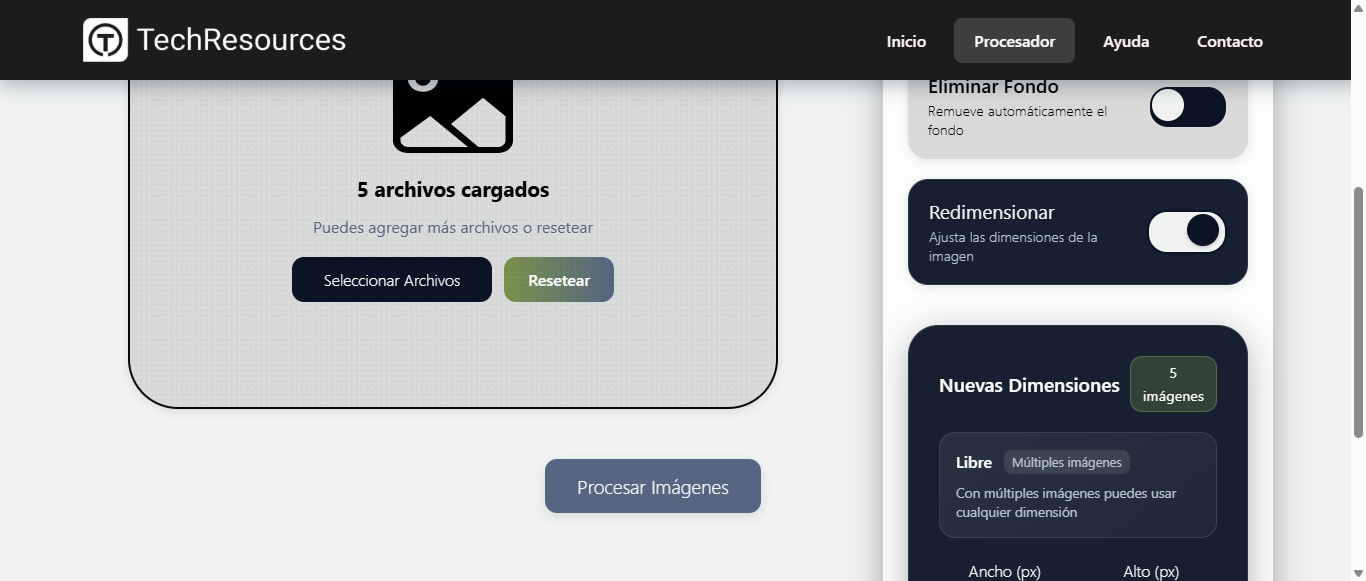 TechResources
Inicio
Procesador
Ayuda
Contacto
5 archivos cargados
Puedes agregar más archivos o resetear
Seleccionar Archivos
Resetear
Procesar Imágenes
Eliminar Fondo
Remueve automáticamente el
fondo
Redimensionar
Ajusta las dimensiones de la
imagen
Nuevas Dimensiones
5
imágenes
Libre
Múltiples imágenes
Con múltiples imágenes puedes usar
cualquier dimensión
Ancho (px)
Alto (px)